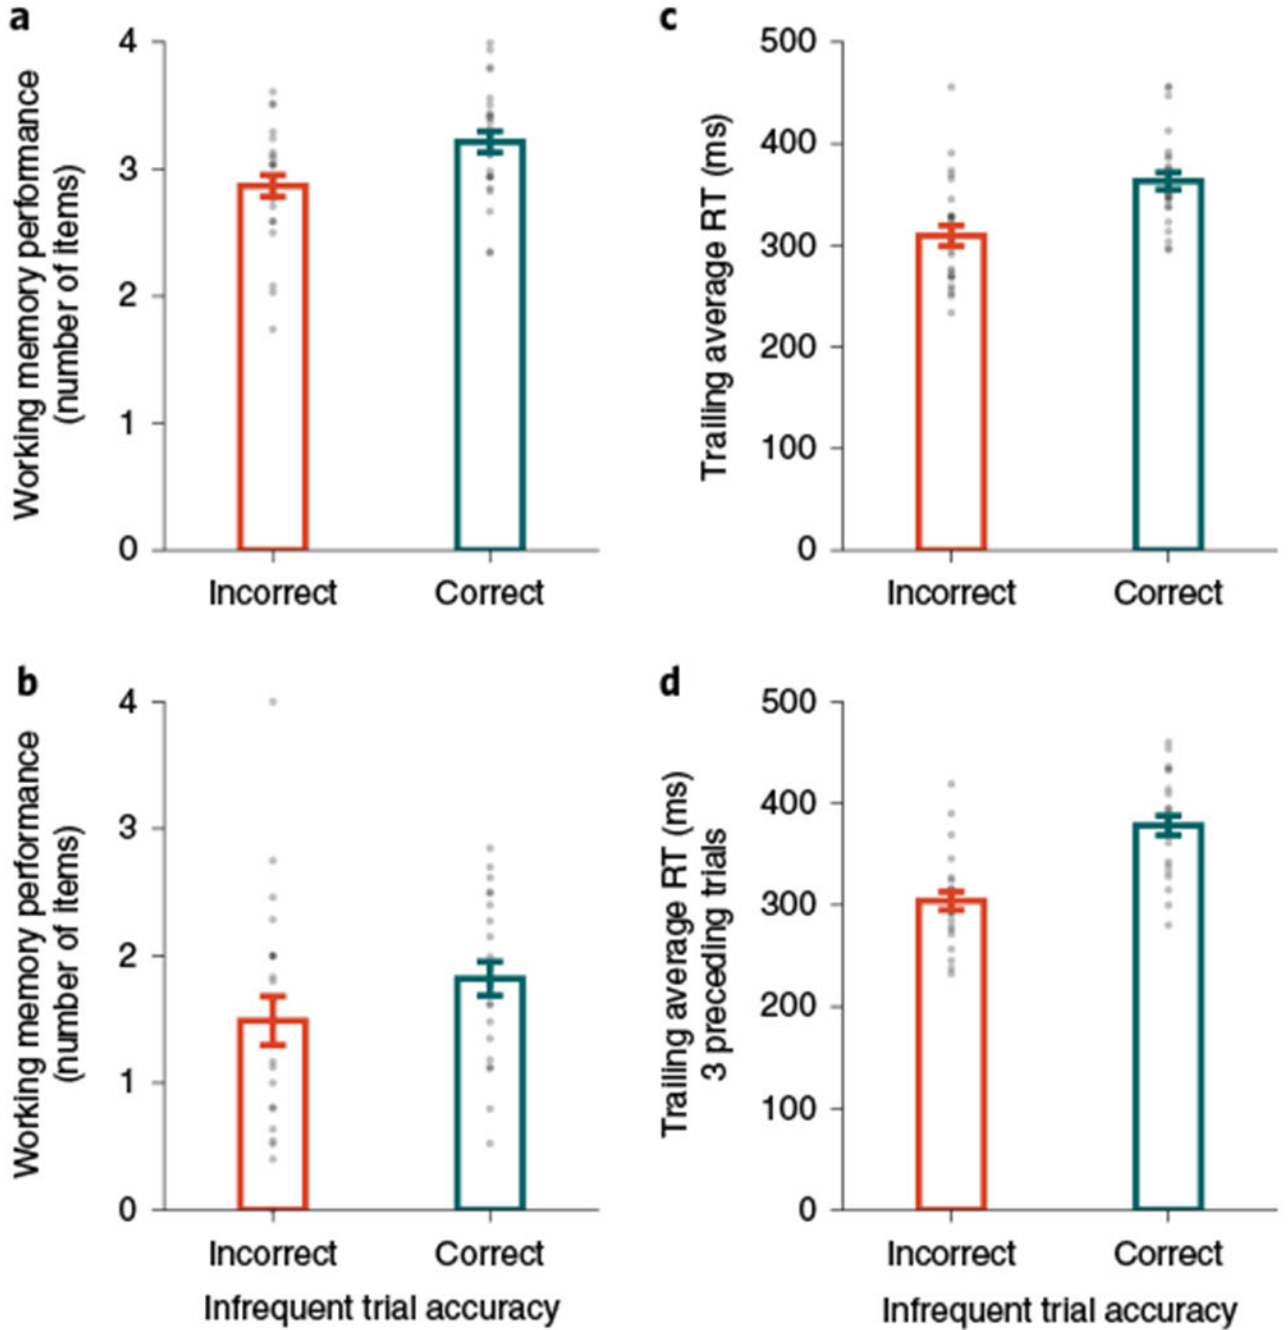 a
Working memory performance
(number of items)
4
3
2
1
0
Incorrect
Correct
c
Trailing average RT (ms)
500
400
300
200
100
0
Incorrect
Correct
b
Working memory performance
(number of items)
4
3
2
1
0
Incorrect
Correct
Infrequent trial accuracy
d
Trailing average RT (ms)
3 preceding trials
500
400
300
200
100
0
Incorrect
Correct
Infrequent trial accuracy